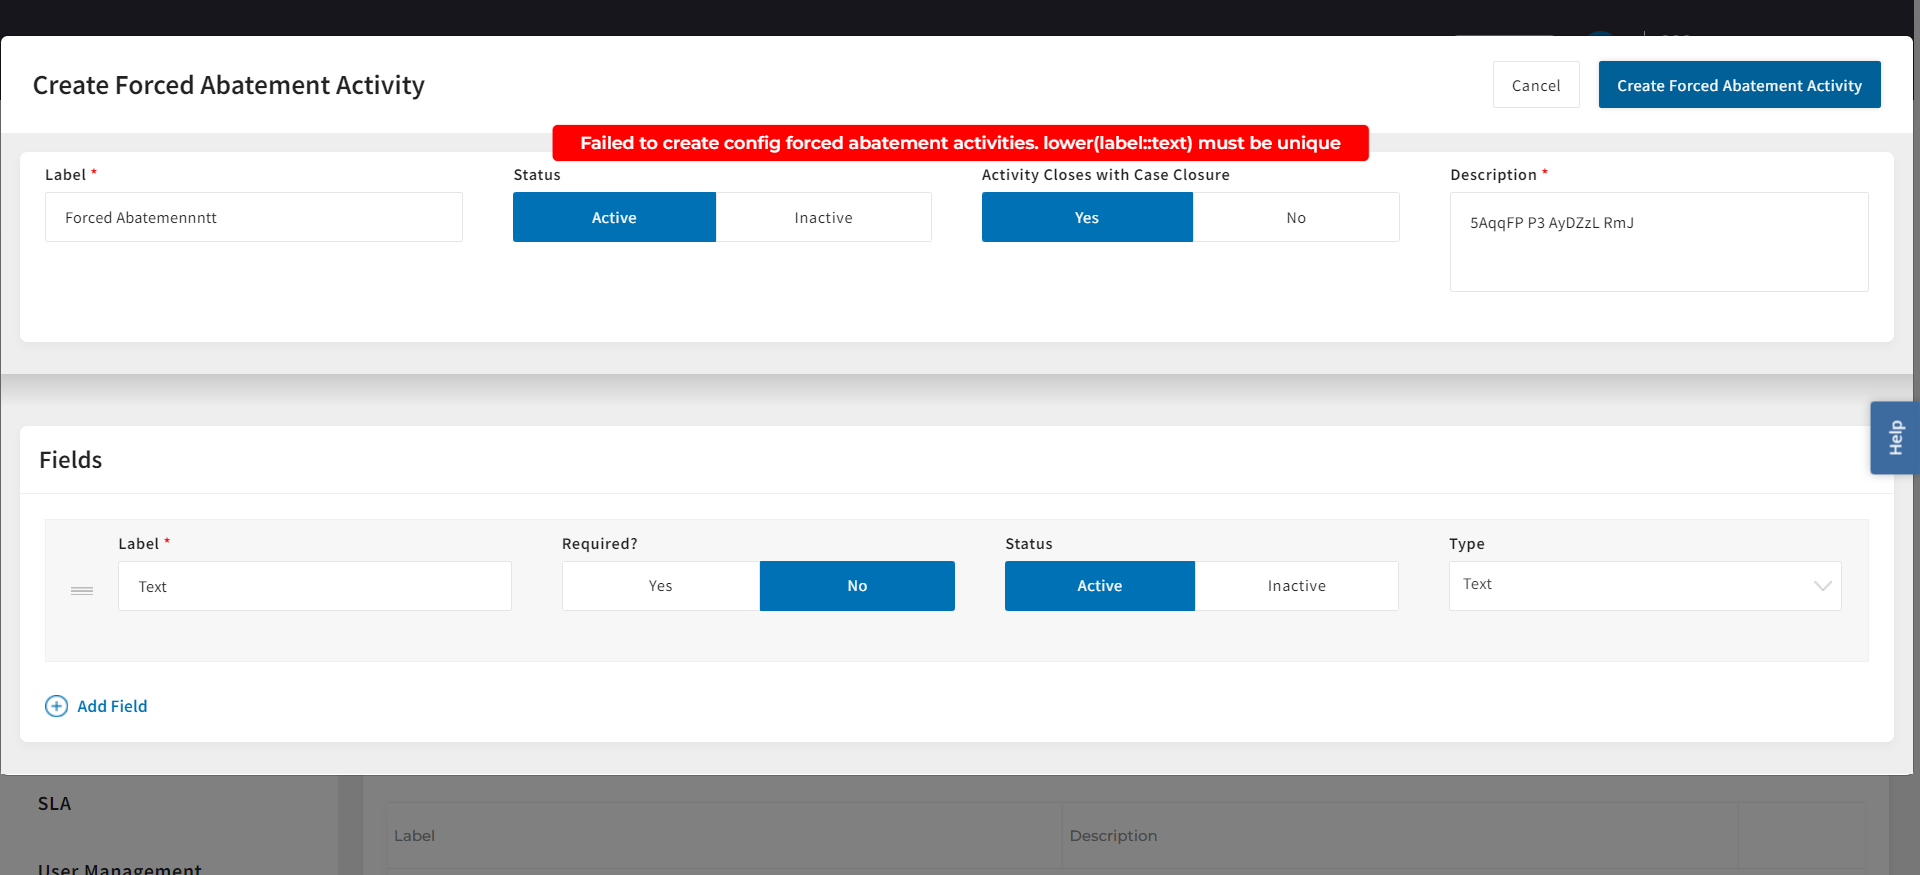 Create Forced Abatement Activity
Cancel
Create Forced Abatement Activity
Failed to create config forced abatement activities. lower(label::text) must be unique
Label *
Status
Activity Closes with Case Closure
Description *
Forced Abatemennntt
Active
Inactive
Yes
No
5AqqFP P3 AyDZzL RmJ
Help
Fields
Label *
Required?
Status
Type
Text
Yes
No
Active
Inactive
Text
Add Field
SLA
Label
Description
User Management